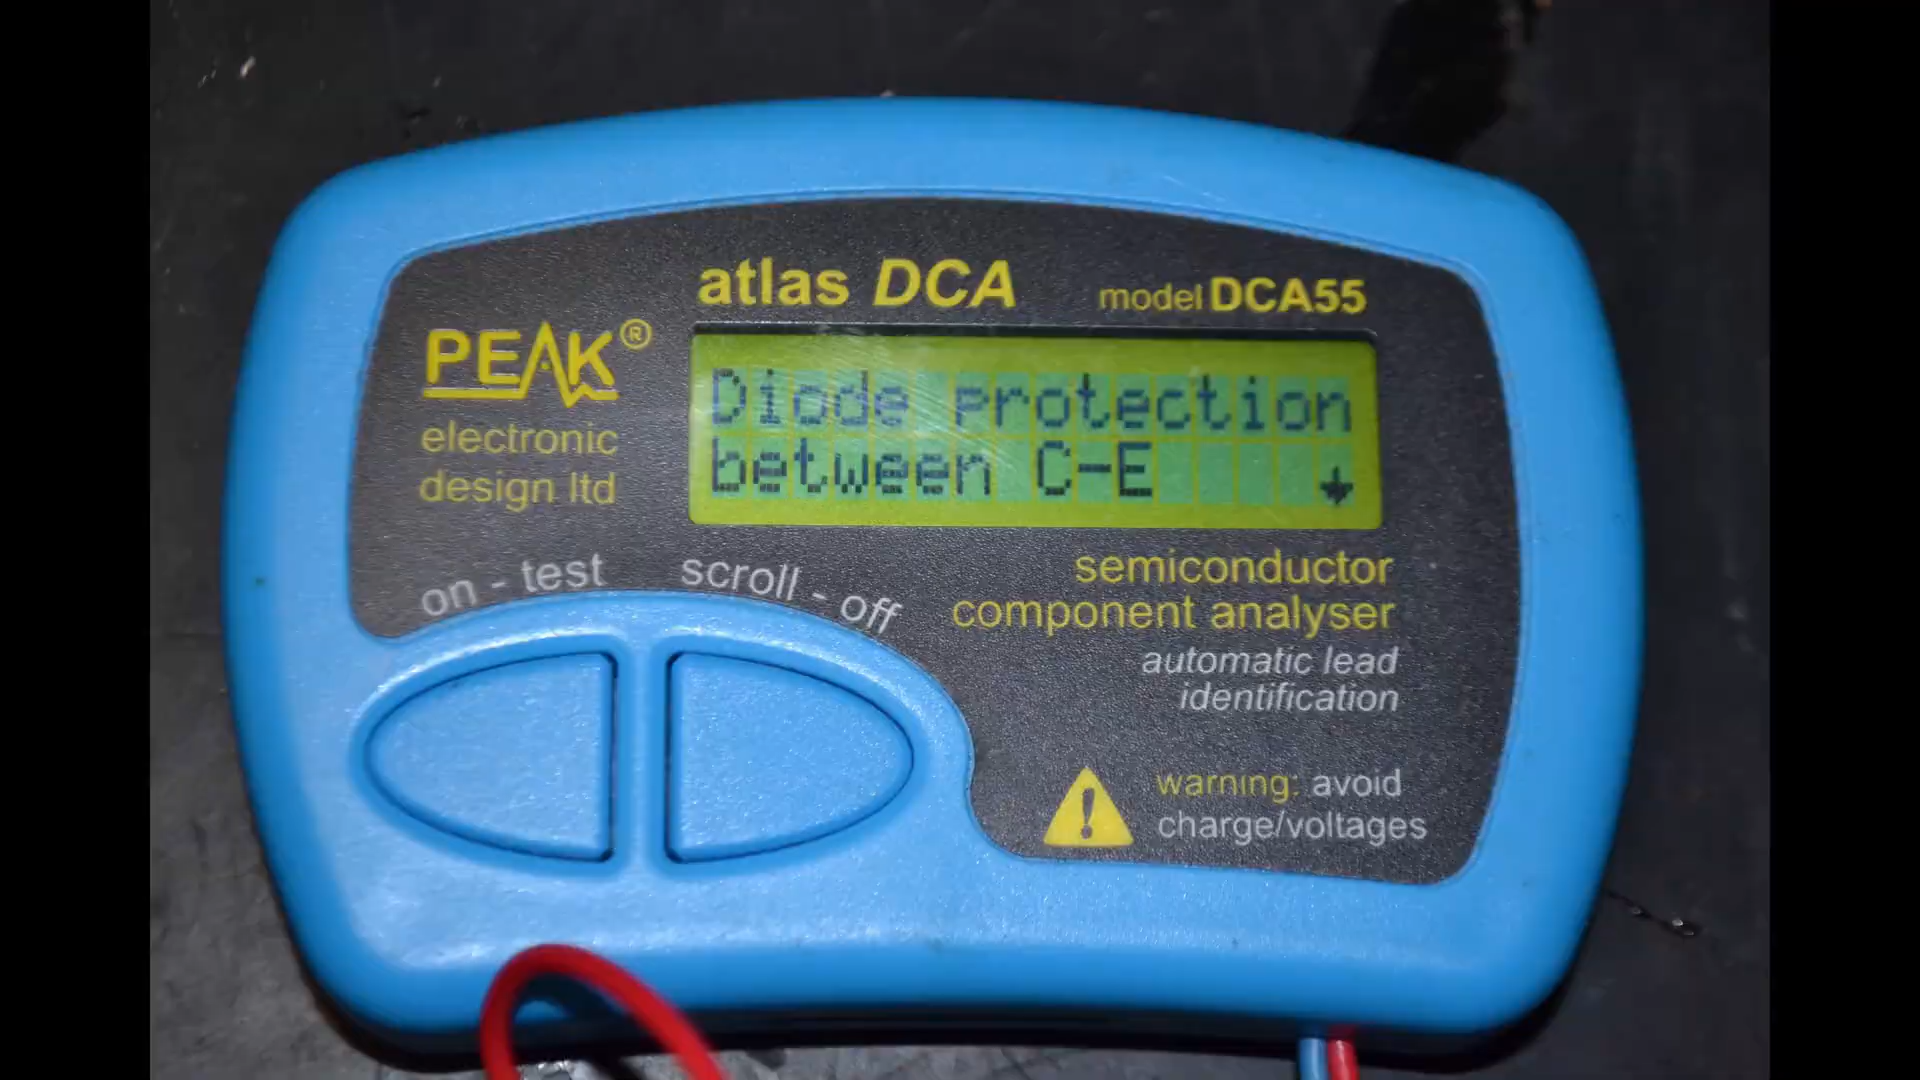 atlas DCA model DCA55
PEAK®
electronic
design ltd
Diode protection
between C-E ↓
on - test scroll - off
semiconductor
component analyser
automatic lead
identification
warning: avoid
charge/voltages